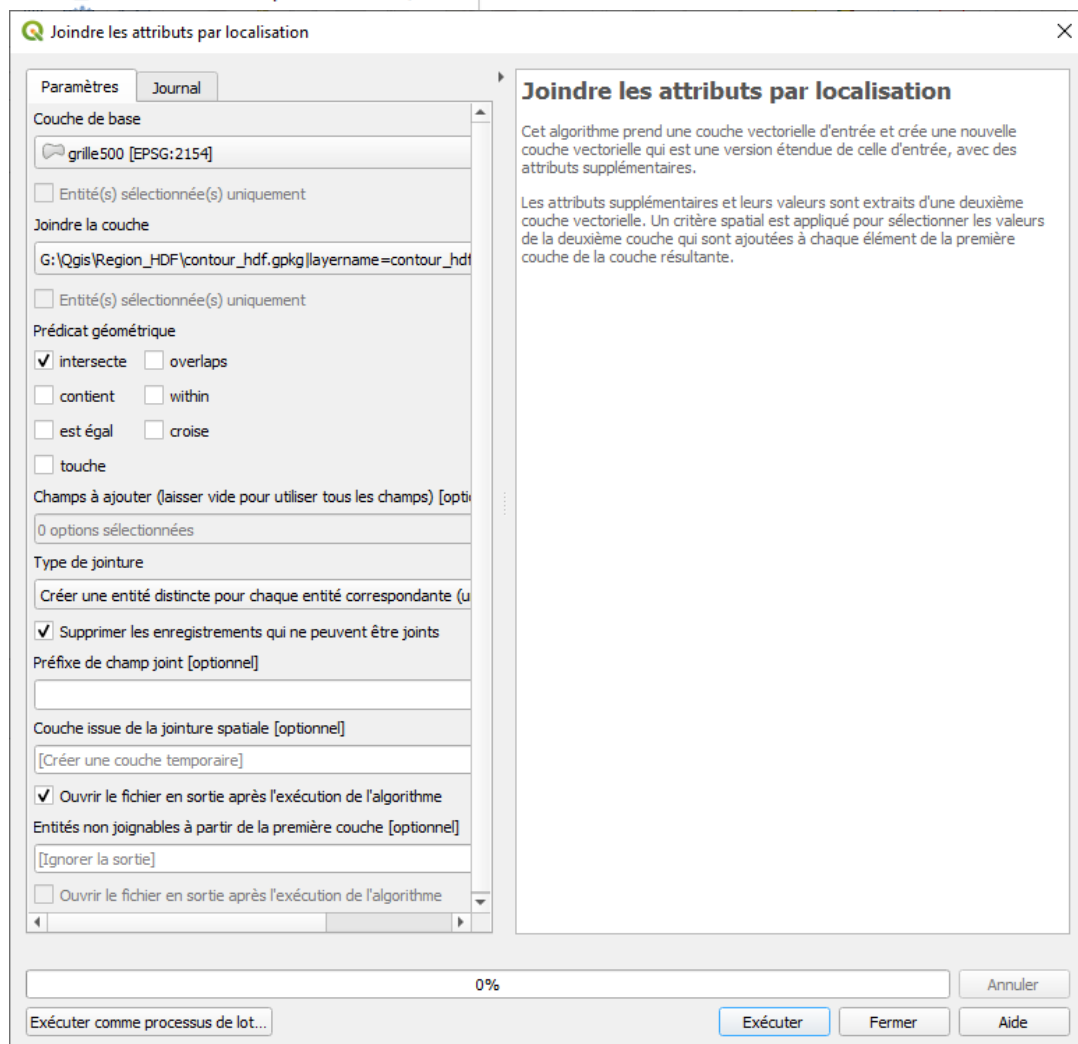 Joindre les attributs par localisation
Paramètres
Journal
Couche de base
grille500 [EPSG:2154]
Entité(s) sélectionnée(s) uniquement
Joindre la couche
G:\Qgis\Region_HDF\contour_hdf.gpkg|layername=contour_hdf
Entité(s) sélectionnée(s) uniquement
Prédicat géométrique
intersecte overlaps
contient within
est égal croise
touche
Champs à ajouter (laisser vide pour utiliser tous les champs) [opti
0 options sélectionnées
Type de jointure
Créer une entité distincte pour chaque entité correspondante (u
Supprimer les enregistrements qui ne peuvent être joints
Préfixe de champ joint [optionnel]
Couche issue de la jointure spatiale [optionnel]
[Créer une couche temporaire]
Ouvrir le fichier en sortie après l'exécution de l'algorithme
Entités non joignables à partir de la première couche [optionnel]
[Ignorer la sortie]
Ouvrir le fichier en sortie après l'exécution de l'algorithme
Joindre les attributs par localisation
Cet algorithme prend une couche vectorielle d'entrée et crée une nouvelle
couche vectorielle qui est une version étendue de celle d'entrée, avec des
attributs supplémentaires.
Les attributs supplémentaires et leurs valeurs sont extraits d'une deuxième
couche vectorielle. Un critère spatial est appliqué pour sélectionner les valeurs
de la deuxième couche qui sont ajoutées à chaque élément de la première
couche de la couche résultante.
0%
Annuler
Exécuter comme processus de lot...
Exécuter
Fermer
Aide